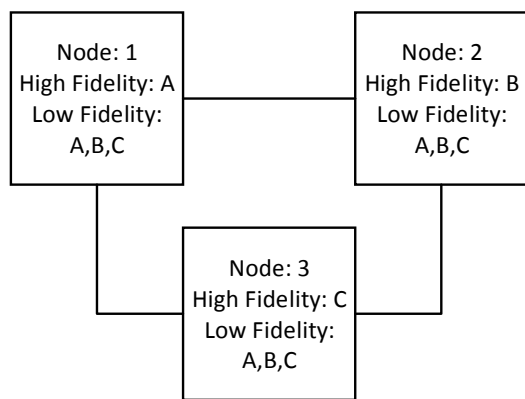 Node: 1
High Fidelity: A
Low Fidelity:
A,B,C
Node: 2
High Fidelity: B
Low Fidelity:
A,B,C
Node: 3
High Fidelity: C
Low Fidelity:
A,B,C